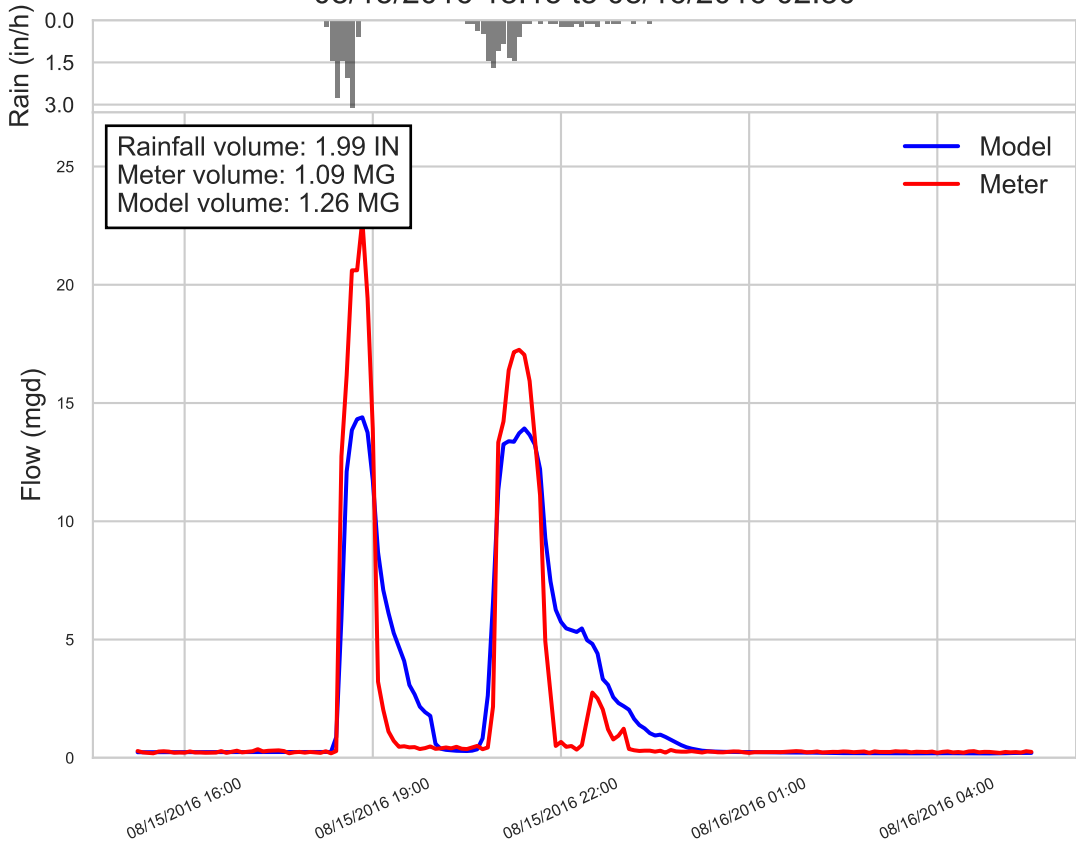 0.0
1.5
3.0
Rain (in/h)
Rainfall volume: 1.99 IN
Meter volume: 1.09 MG
Model volume: 1.26 MG
Model
Meter
25
20
15
10
5
0
Flow (mgd)
08/15/2016 16:00
08/15/2016 19:00
08/15/2016 22:00
08/16/2016 01:00
08/16/2016 04:00